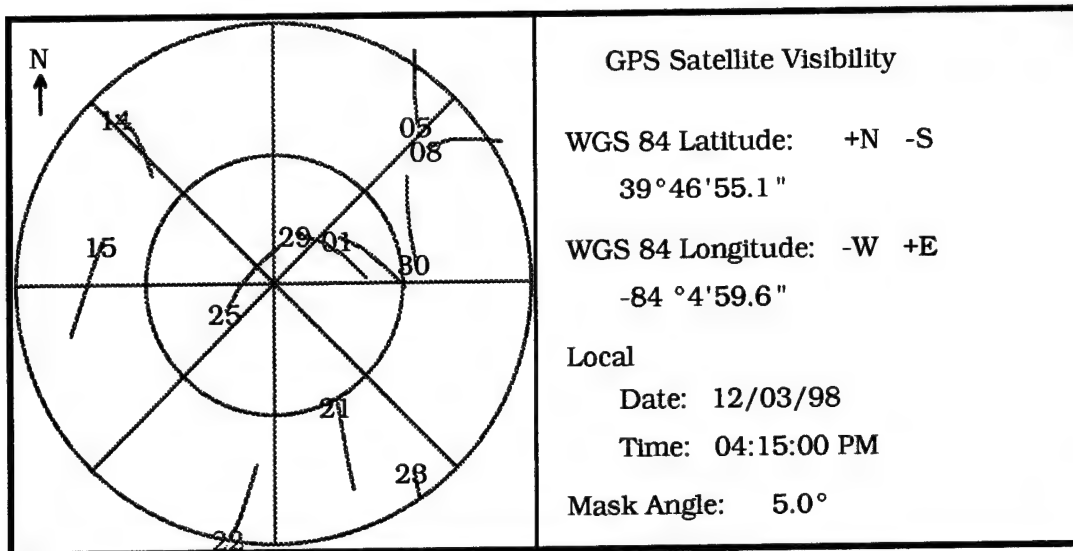 N
14
05
08
15
29
01
30
25
21
23
22
GPS Satellite Visibility
WGS 84 Latitude: +N -S
39°46'55.1"
WGS 84 Longitude: -W +E
-84 °4'59.6"
Local
Date: 12/03/98
Time: 04:15:00 PM
Mask Angle: 5.0°